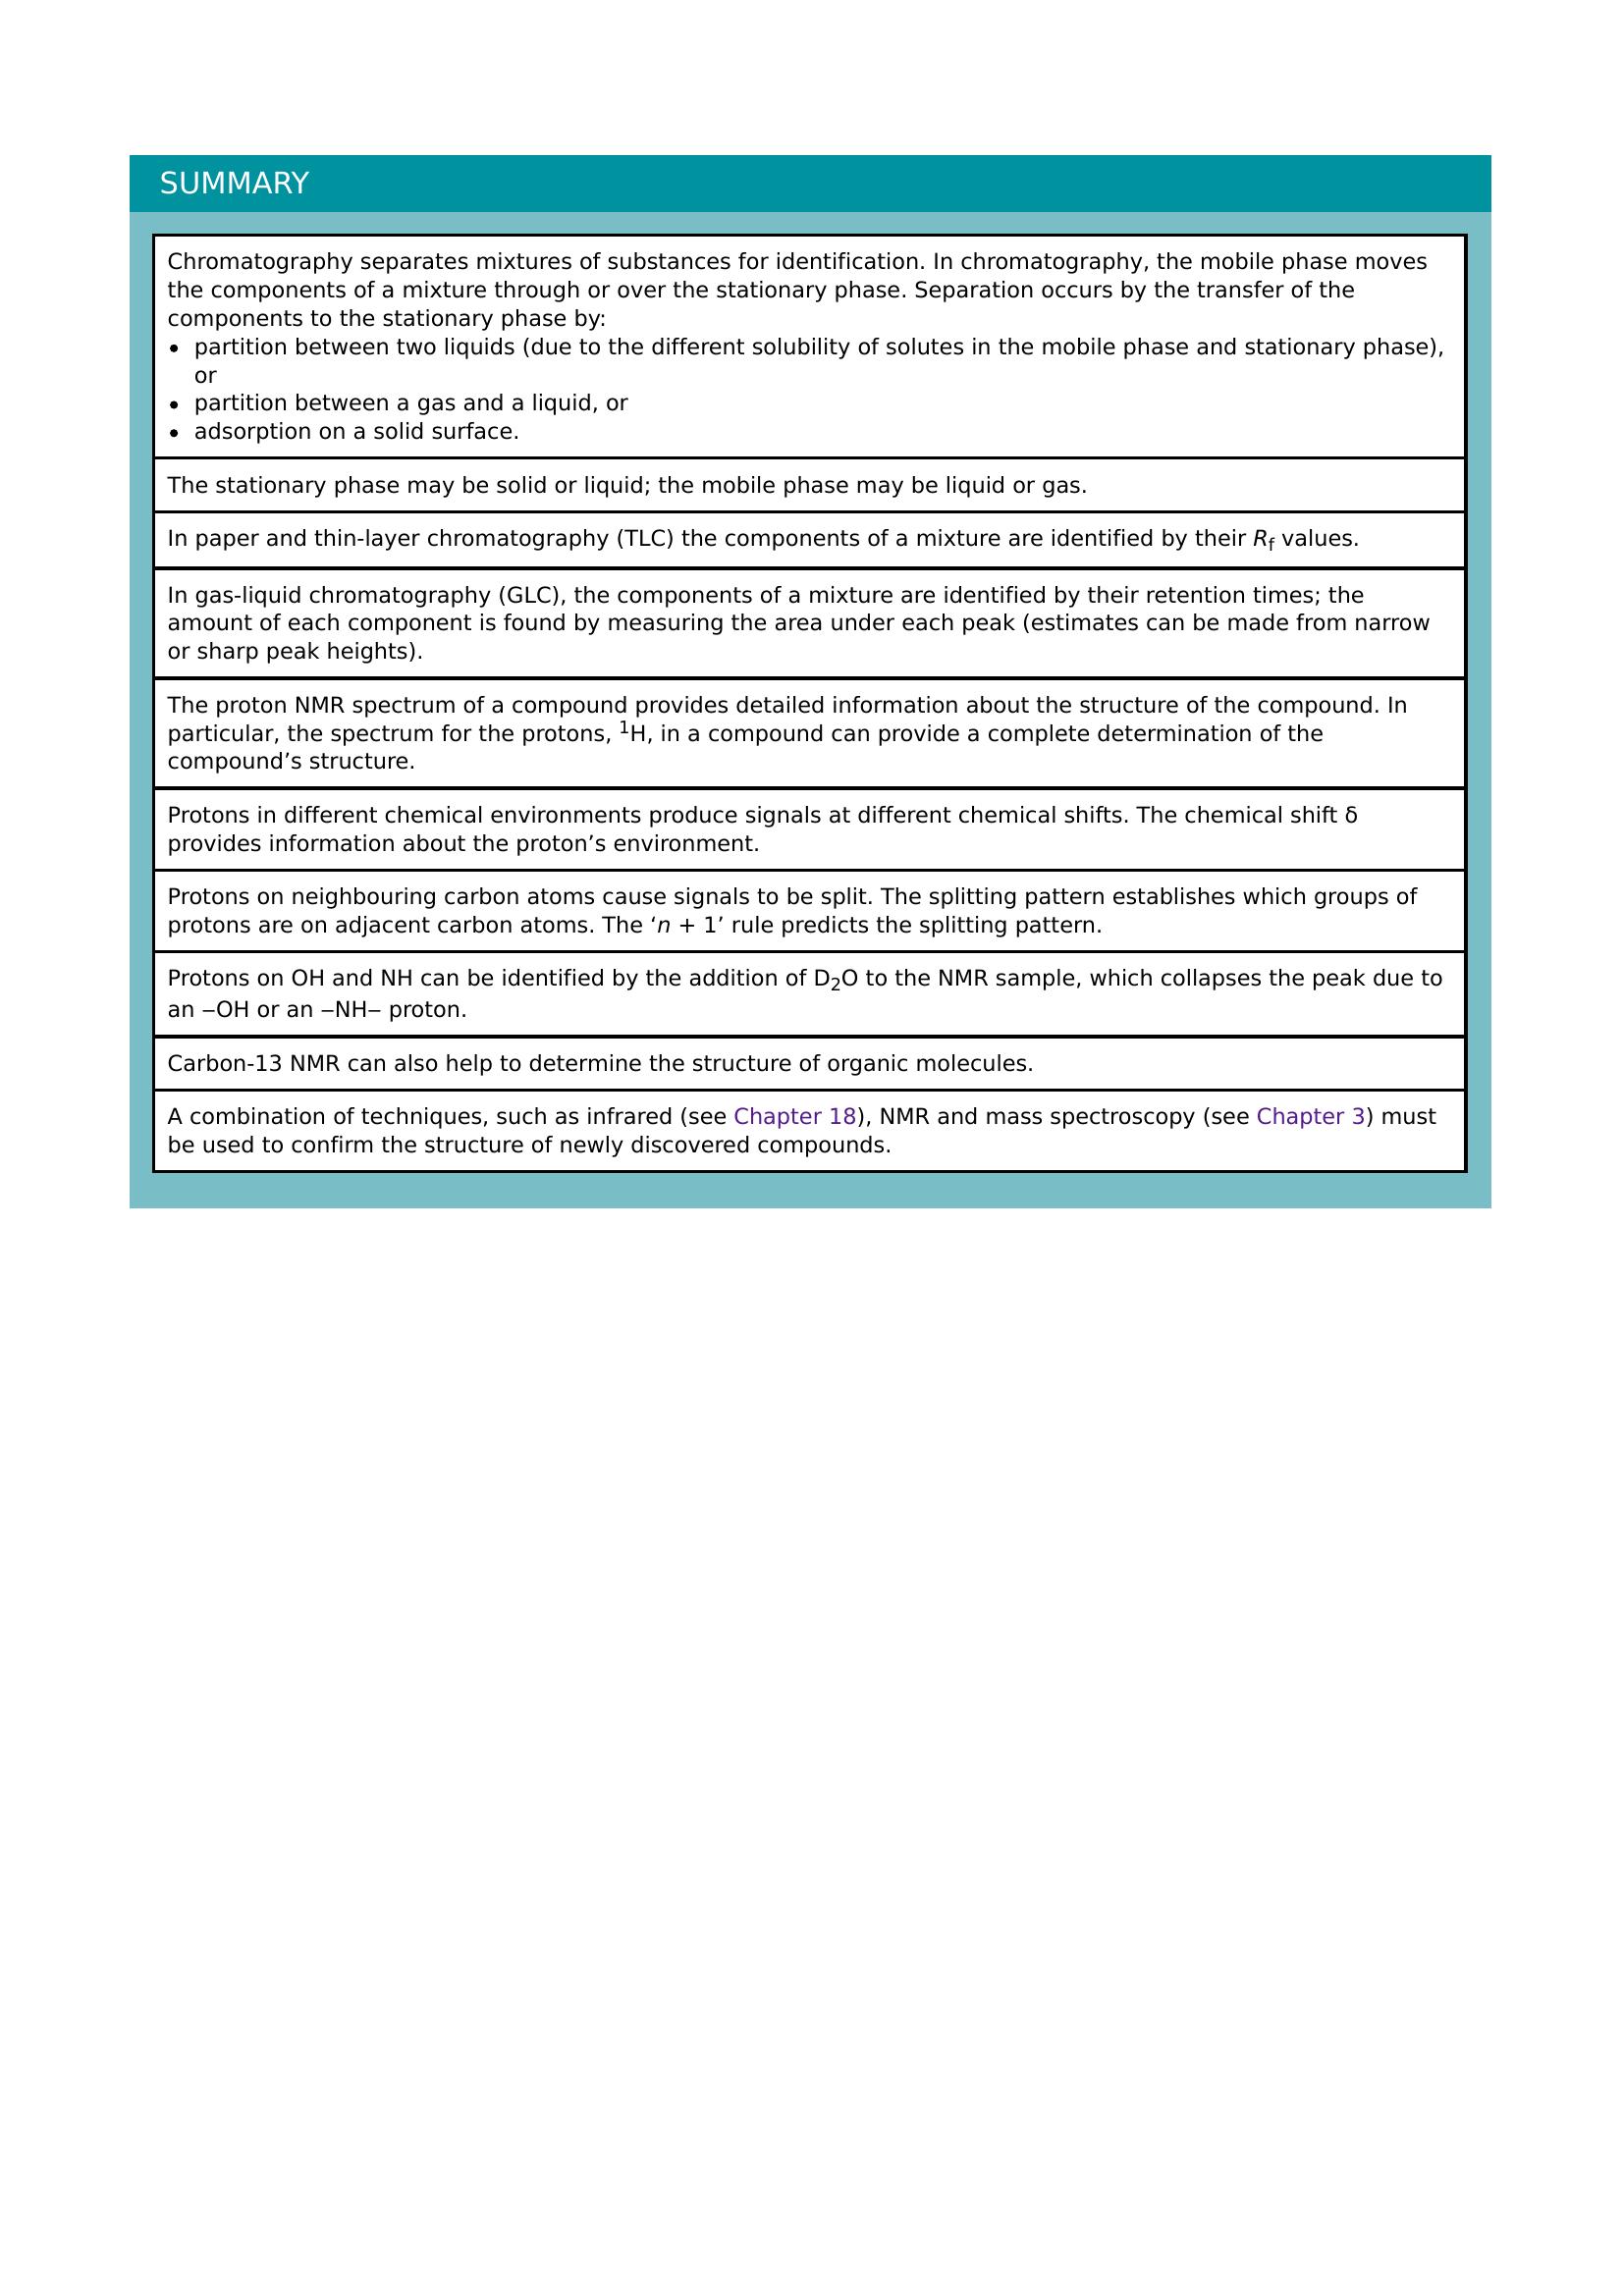 SUMMARY
Chromatography separates mixtures of substances for identification. In chromatography, the mobile phase moves
the components of a mixture through or over the stationary phase. Separation occurs by the transfer of the
components to the stationary phase by:
• partition between two liquids (due to the different solubility of solutes in the mobile phase and stationary phase),
or
• partition between a gas and a liquid, or
• adsorption on a solid surface.
The stationary phase may be solid or liquid; the mobile phase may be liquid or gas.
In paper and thin-layer chromatography (TLC) the components of a mixture are identified by their Rf values.
In gas-liquid chromatography (GLC), the components of a mixture are identified by their retention times; the
amount of each component is found by measuring the area under each peak (estimates can be made from narrow
or sharp peak heights).
The proton NMR spectrum of a compound provides detailed information about the structure of the compound. In
particular, the spectrum for the protons, ¹H, in a compound can provide a complete determination of the
compound’s structure.
Protons in different chemical environments produce signals at different chemical shifts. The chemical shift δ
provides information about the proton’s environment.
Protons on neighbouring carbon atoms cause signals to be split. The splitting pattern establishes which groups of
protons are on adjacent carbon atoms. The ‘n + 1’ rule predicts the splitting pattern.
Protons on OH and NH can be identified by the addition of D₂O to the NMR sample, which collapses the peak due to
an –OH or an –NH– proton.
Carbon-13 NMR can also help to determine the structure of organic molecules.
A combination of techniques, such as infrared (see Chapter 18), NMR and mass spectroscopy (see Chapter 3) must
be used to confirm the structure of newly discovered compounds.